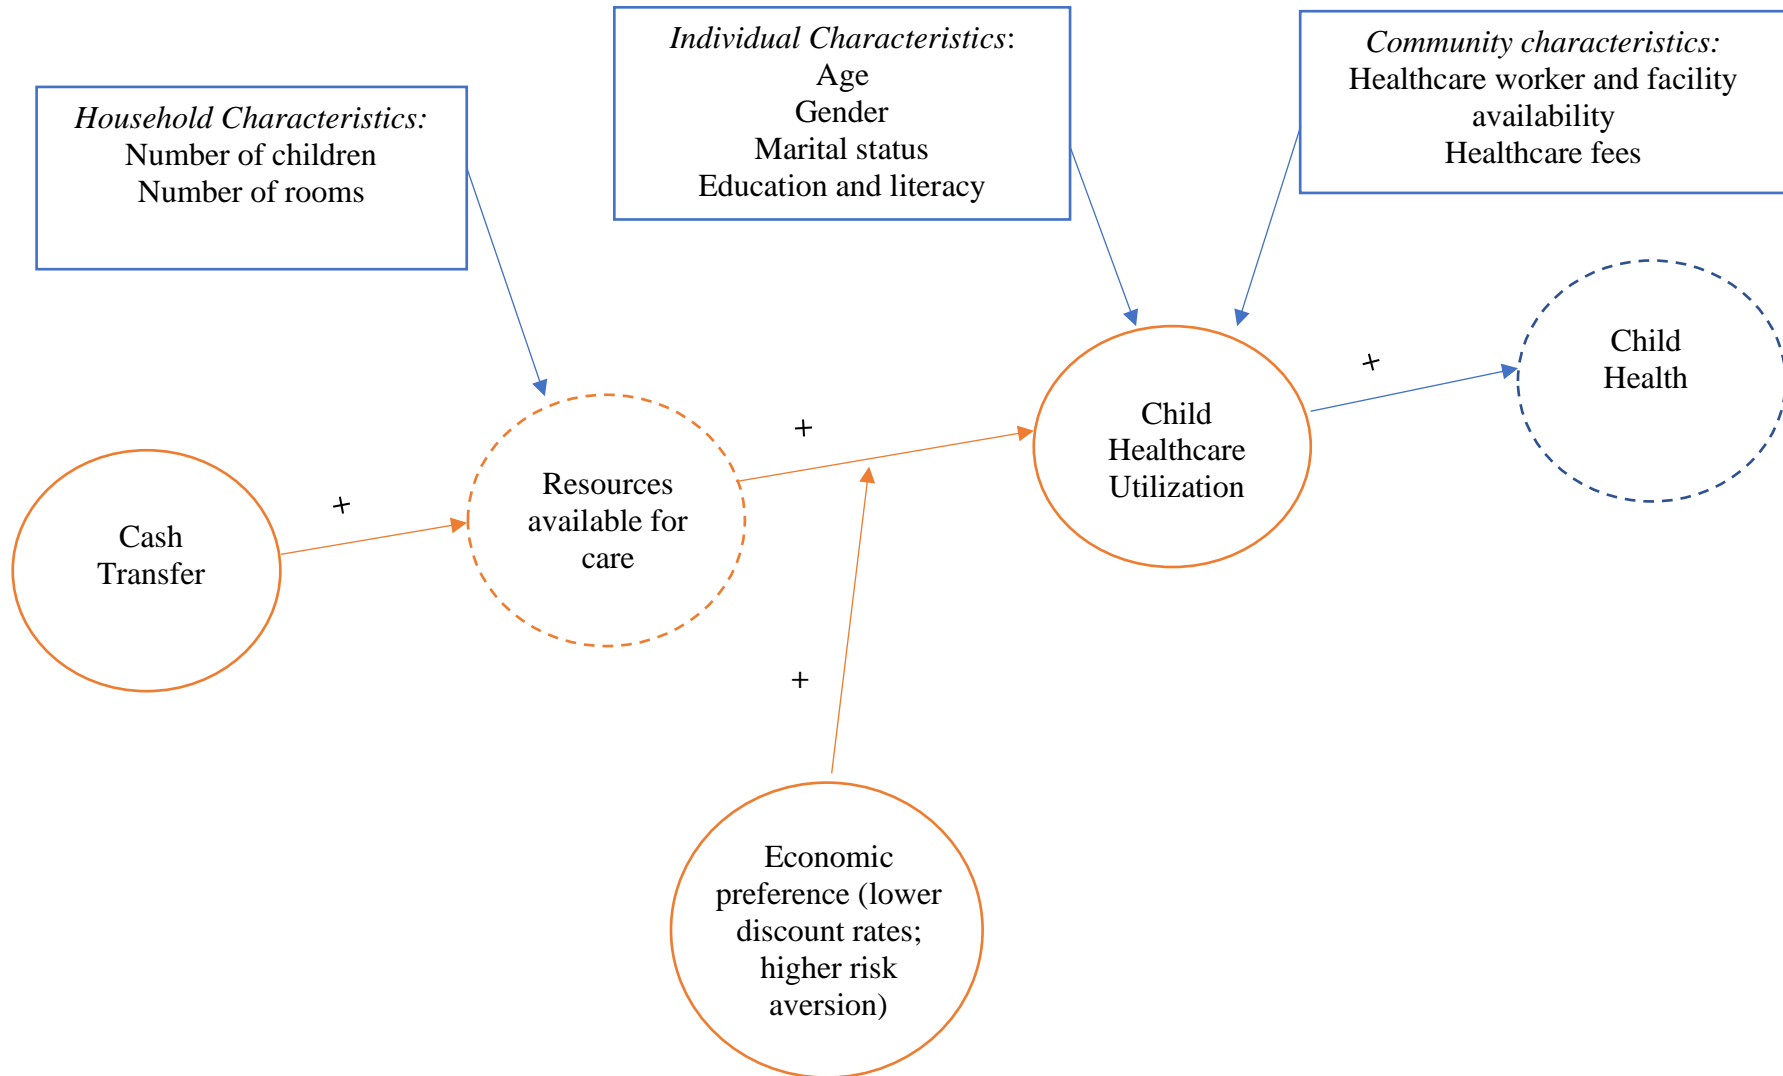 Individual Characteristics:
Age
Gender
Marital status
Education and literacy
Community characteristics:
Healthcare worker and facility
availability
Healthcare fees
Household Characteristics:
Number of children
Number of rooms
Cash
Transfer
+
Resources
available for
care
+
Child
Healthcare
Utilization
+
Child
Health
+
Economic
preference (lower
discount rates;
higher risk
aversion)